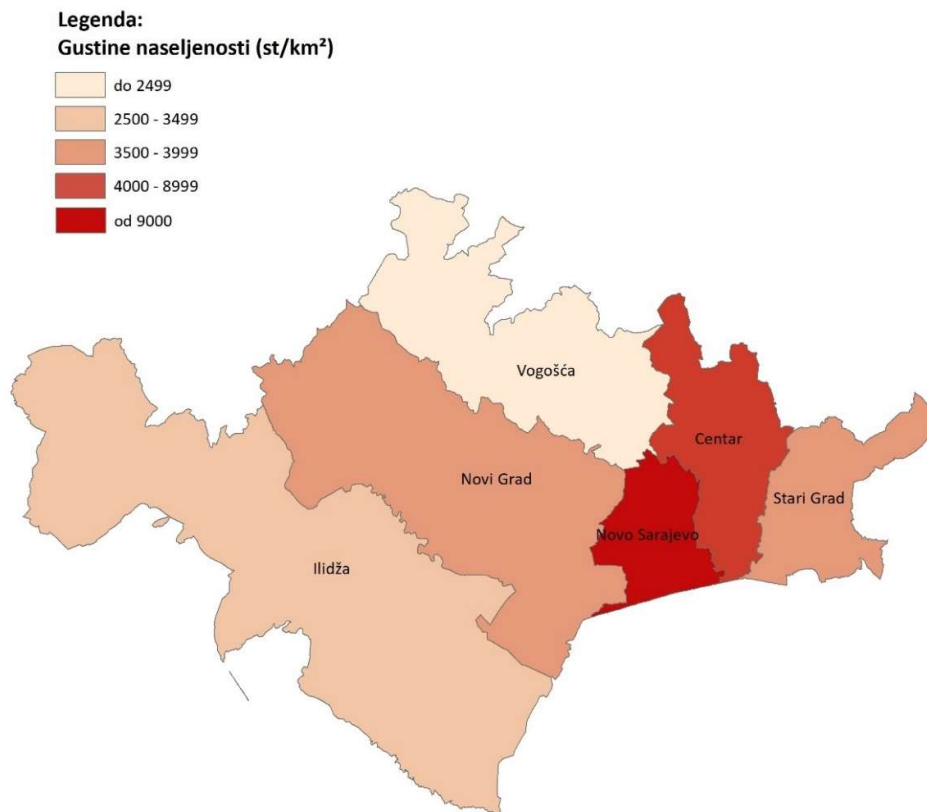 Legenda:
Gustine naseljenosti (st/km²)
do 2499
2500 - 3499
3500 - 3999
4000 - 8999
od 9000
Vogošća
Centar
Novi Grad
Stari Grad
Novo Sarajevo
Ilidža